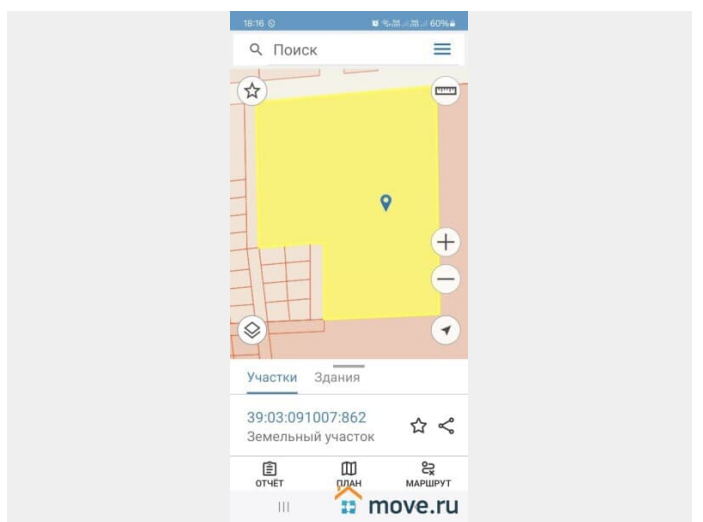 18:16
60%
Поиск
Участки Здания
39:03:091007:862
Земельный участок
ОТЧЁТ ПЛАН МАРШРУТ
move.ru